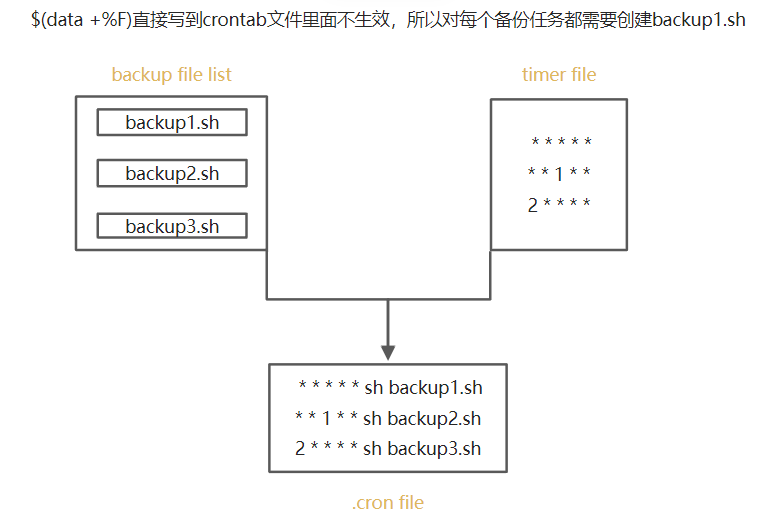 $(data +%F)直接写到crontab文件里面不生效，所以对每个备份任务都需要创建backup1.sh
backup file list
timer file
backup1.sh
backup2.sh
backup3.sh
* * * * *
* * 1 * *
2 * * * *
* * * * * sh backup1.sh
* * 1 * * sh backup2.sh
2 * * * * sh backup3.sh
.cron file